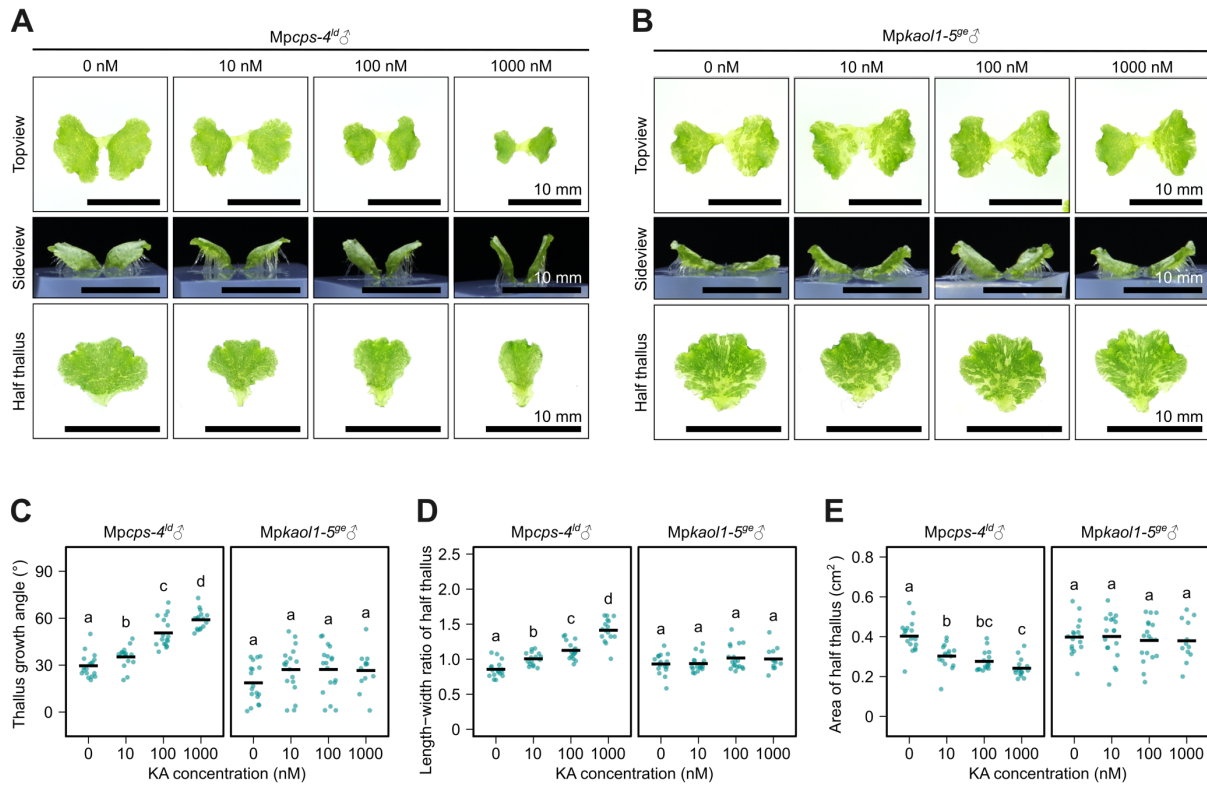 A
Mpcps-4ld♂
0 nM 10 nM 100 nM 1000 nM
Topview
10 mm
Sideview
10 mm
Half thallus
10 mm
B
Mpkaol1-5ge♂
0 nM 10 nM 100 nM 1000 nM
Topview
10 mm
Sideview
10 mm
Half thallus
10 mm
C
Mpcps-4ld♂ Mpkaol1-5ge♂
Thallus growth angle (°)
90
60
30
0
a b c d
a a a a
0 10 100 1000 0 10 100 1000
KA concentration (nM)
D
Mpcps-4ld♂ Mpkaol1-5ge♂
Length−width ratio of half thallus
2.5
2.0
1.5
1.0
0.5
0
a b c d
a a a a
0 10 100 1000 0 10 100 1000
KA concentration (nM)
E
Mpcps-4ld♂ Mpkaol1-5ge♂
Area of half thallus (cm²)
0.8
0.6
0.4
0.2
0
a b bc c
a a a a
0 10 100 1000 0 10 100 1000
KA concentration (nM)